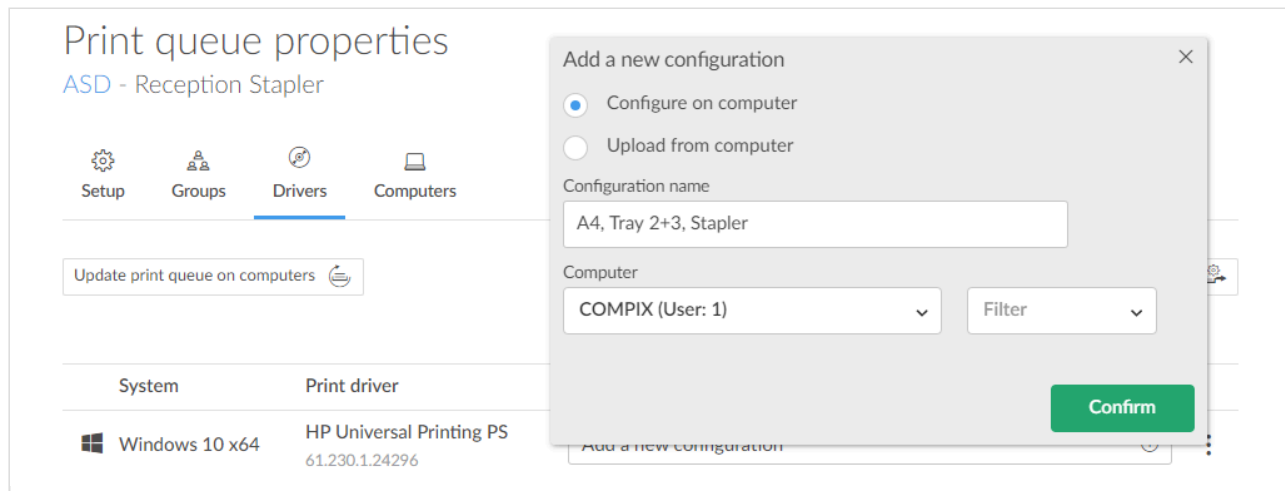 Print queue properties
ASD - Reception Stapler
Setup
Groups
Drivers
Computers
Update print queue on computers
Add a new configuration
Configure on computer
Upload from computer
Configuration name
A4, Tray 2+3, Stapler
Computer
COMPIX (User: 1)
Filter
Confirm
System
Print driver
Windows 10 x64
HP Universal Printing PS
61.230.1.24296
Add a new configuration